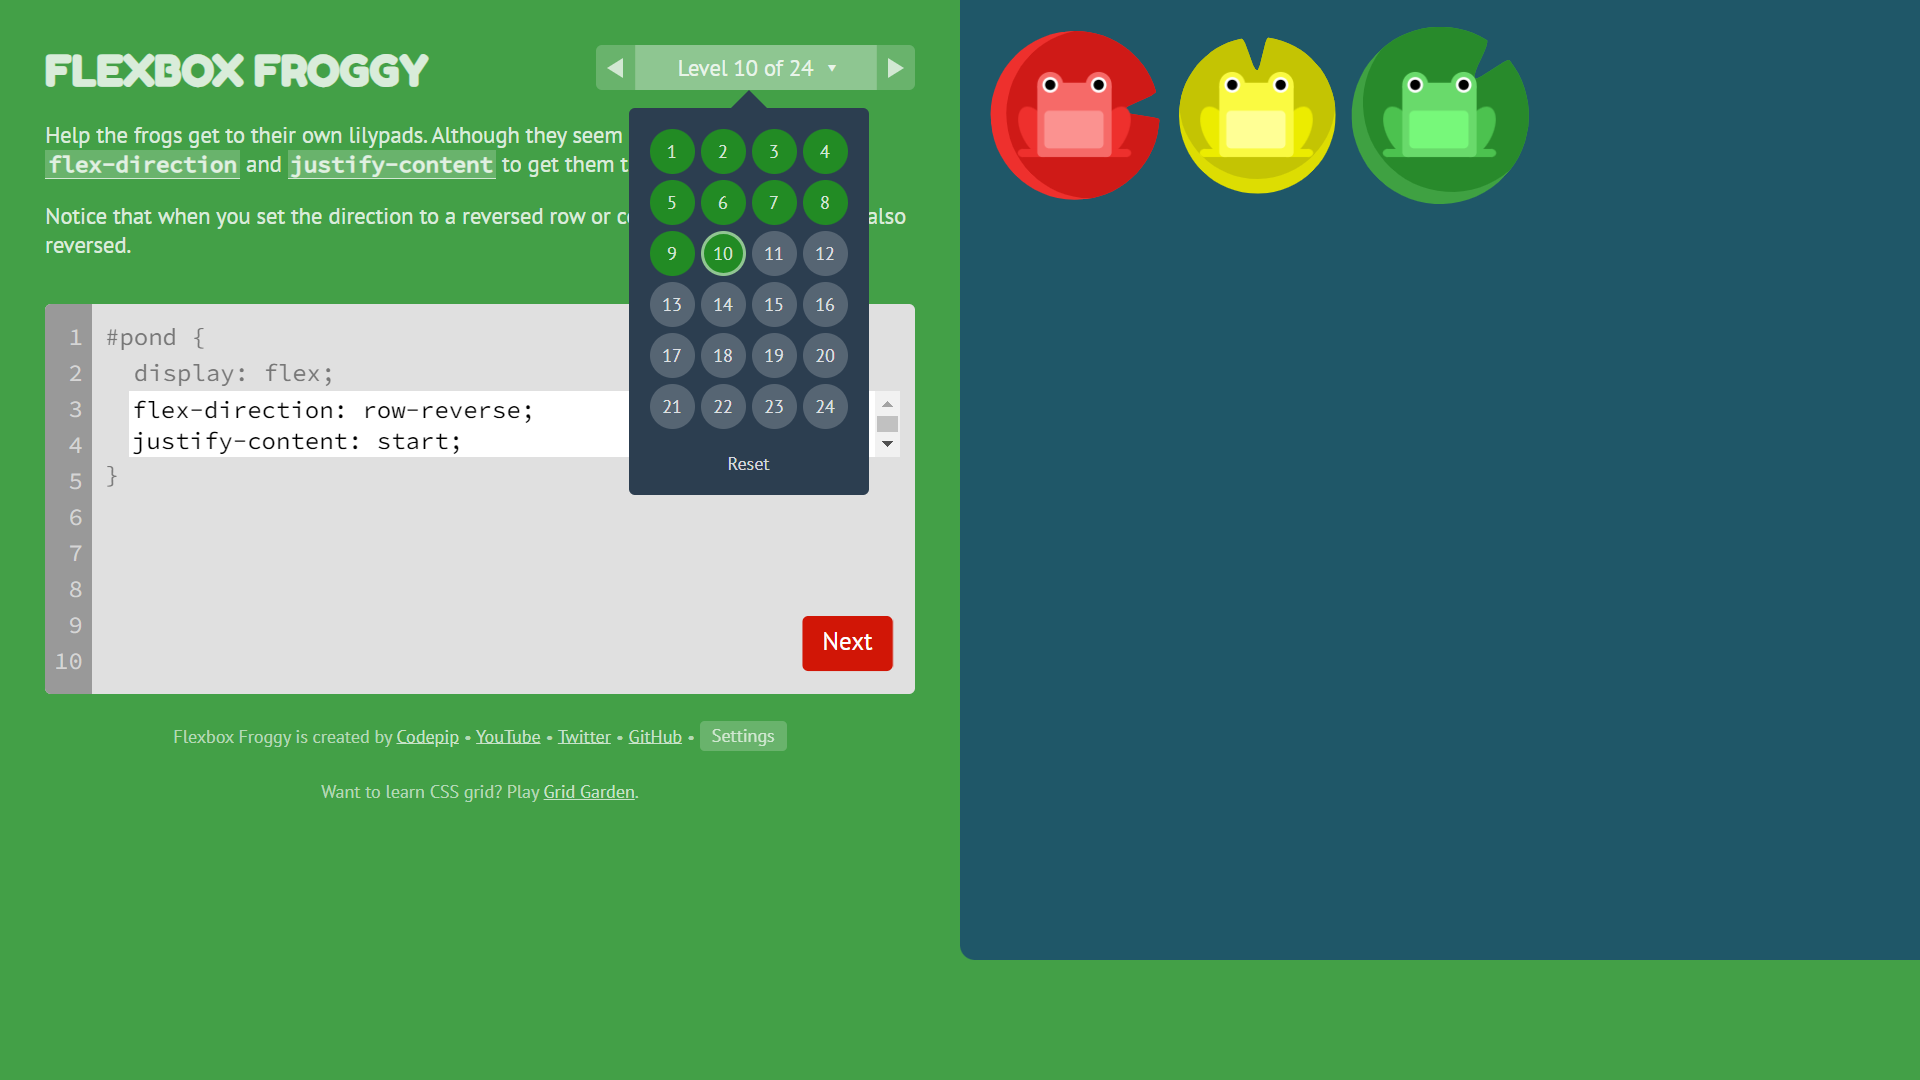 FLEXBOX FROGGY
Level 10 of 24 ▼
Help the frogs get to their own lilypads. Although they seem
flex-direction and justify-content to get them t
Notice that when you set the direction to a reversed row or c also
reversed.
1 2 3 4
5 6 7 8
9 10 11 12
13 14 15 16
17 18 19 20
21 22 23 24
Reset
1 #pond {
2 display: flex;
3 flex-direction: row-reverse;
4 justify-content: start;
5 }
6
7
8
9
10
Next
Flexbox Froggy is created by Codepip • YouTube • Twitter • GitHub • Settings
Want to learn CSS grid? Play Grid Garden.